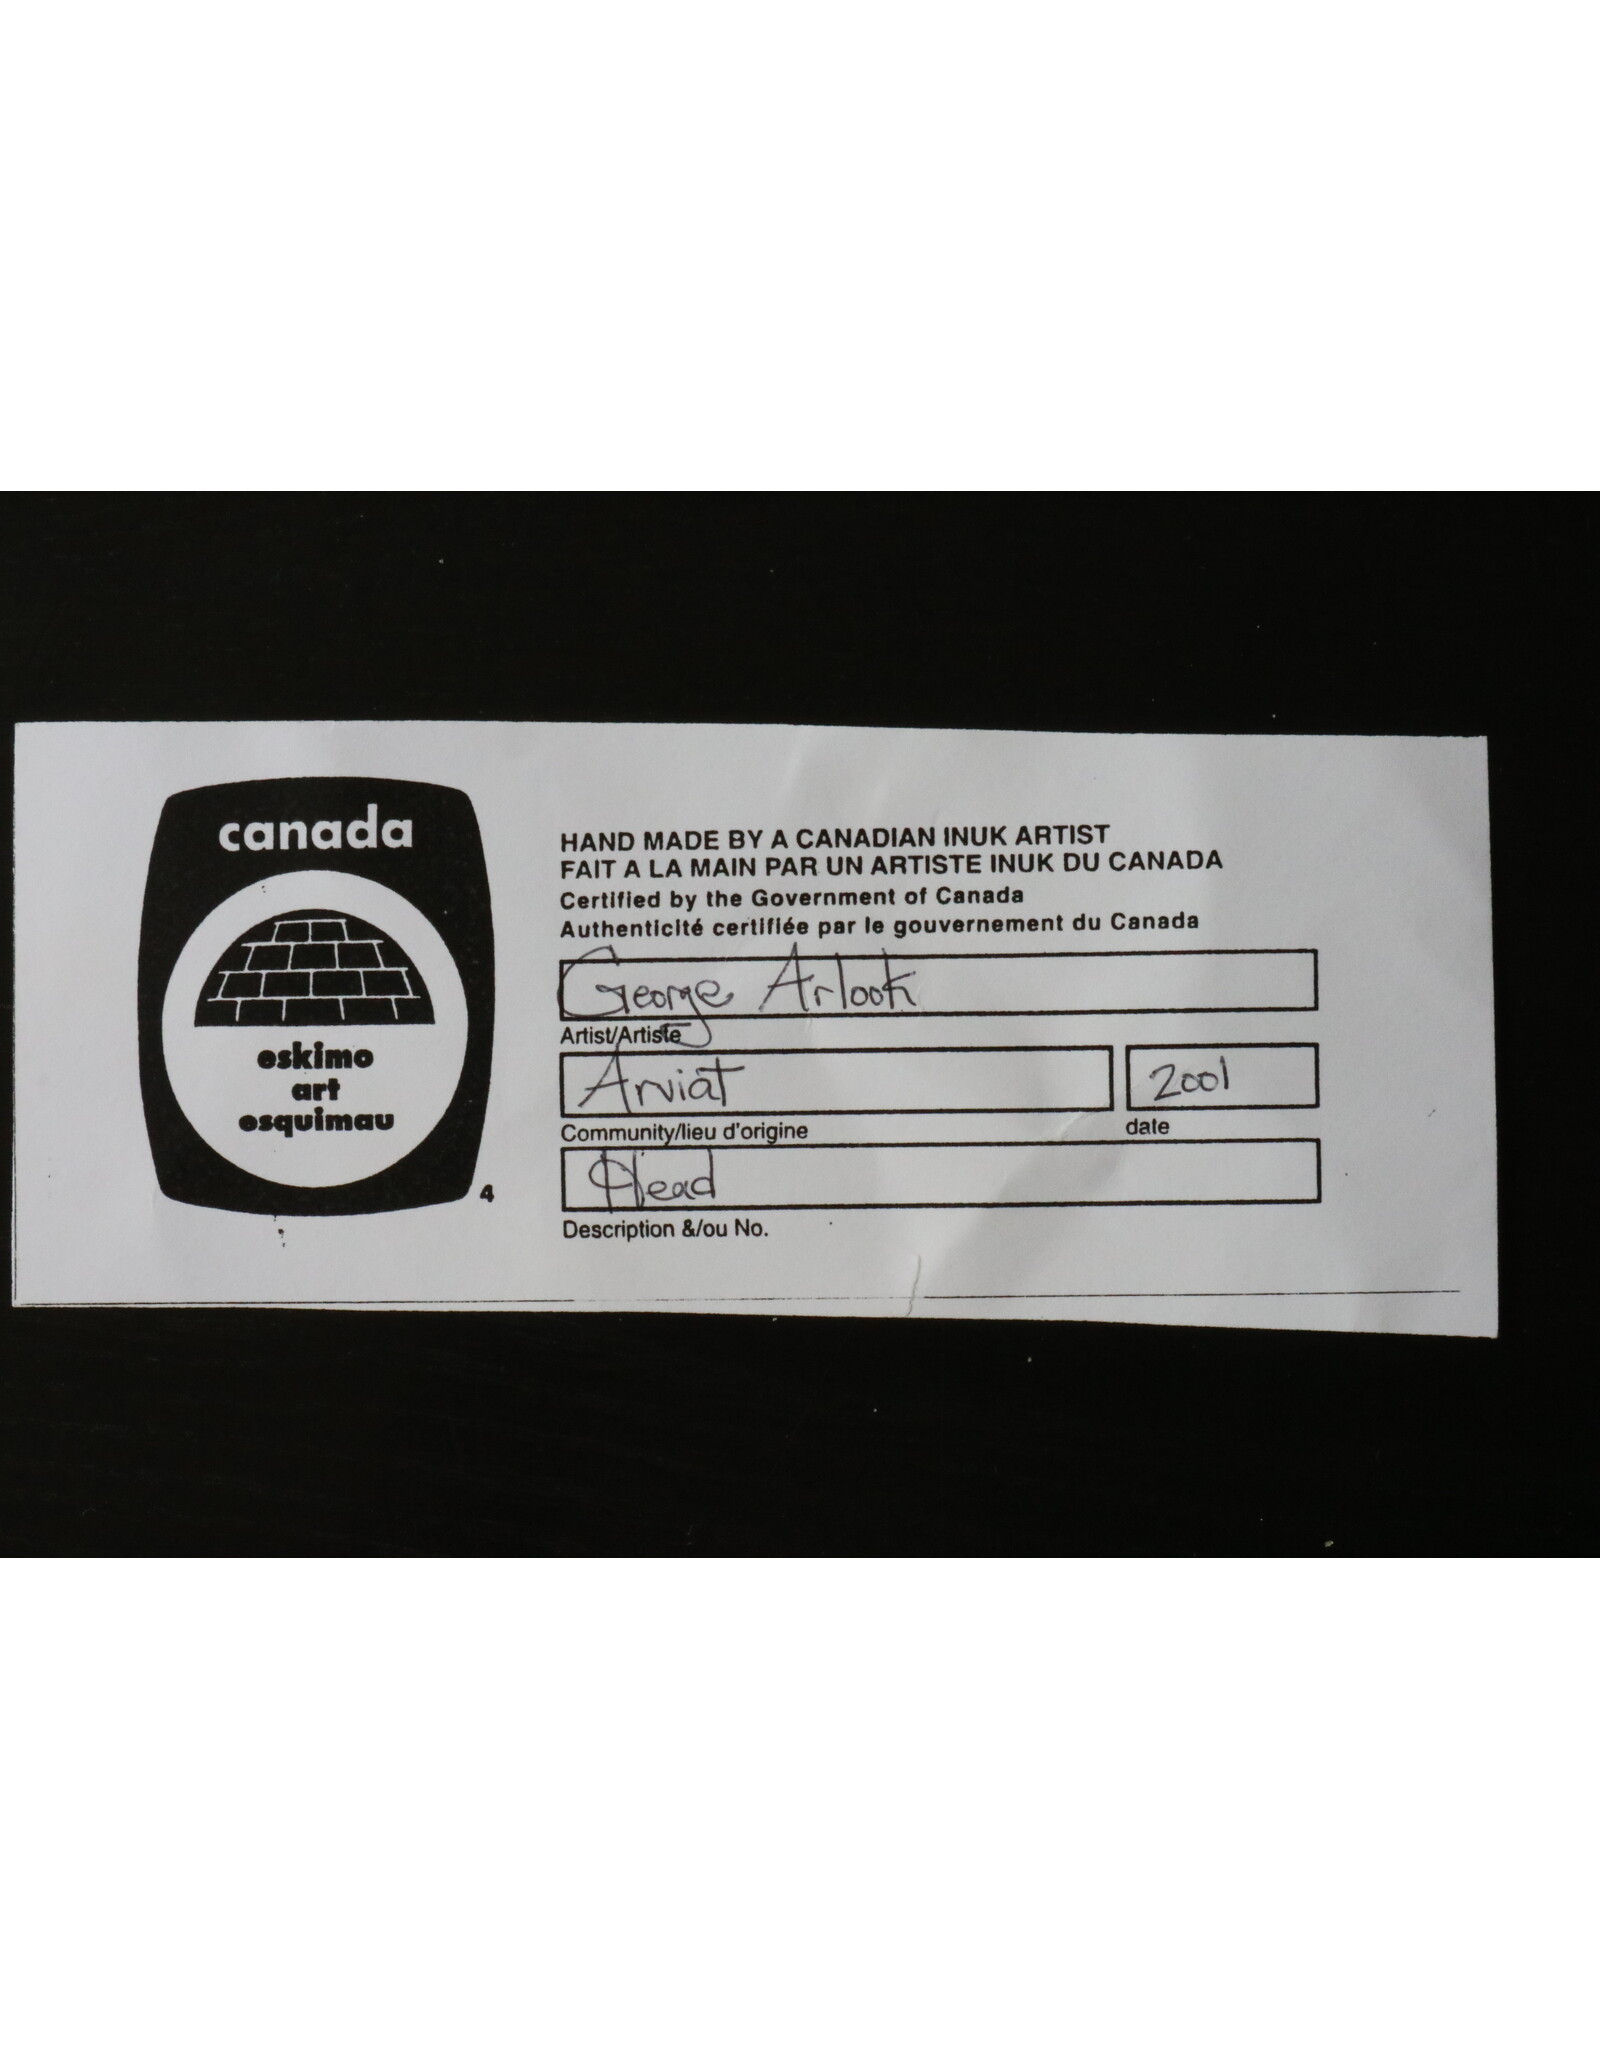 canada
eskimo
art
esquimau
4
HAND MADE BY A CANADIAN INUK ARTIST
FAIT A LA MAIN PAR UN ARTISTE INUK DU CANADA
Certified by the Government of Canada
Authenticité certifiée par le gouvernement du Canada
George Arlook
Artist/Artiste
Arviat 2001
Community/lieu d'origine date
Head
Description &/ou No.